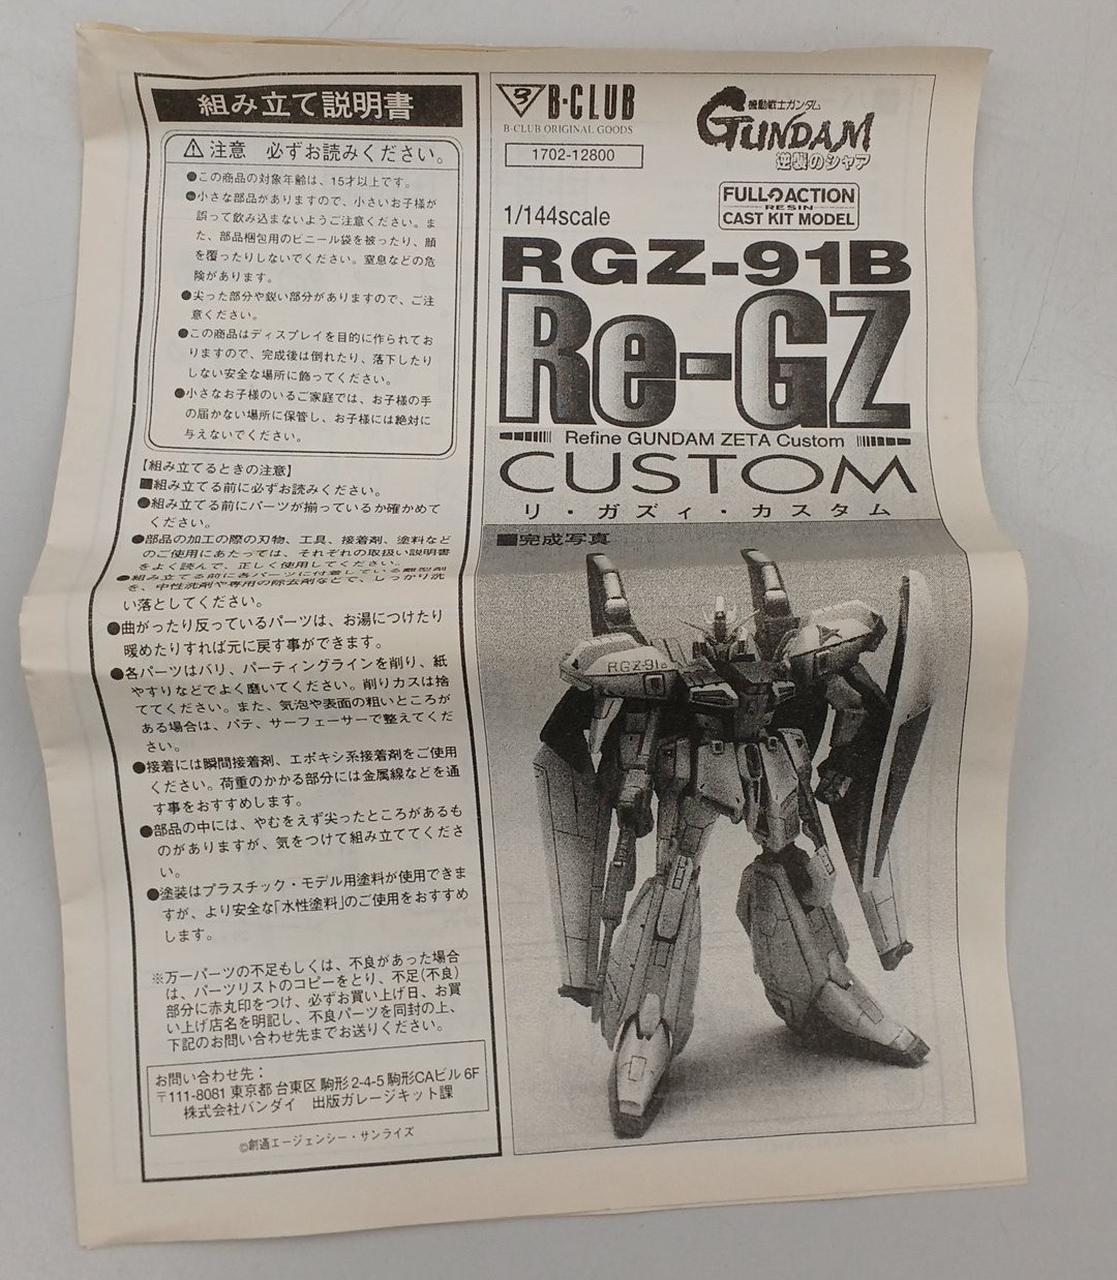 組み立て説明書
⚠注意 必ずお読みください。
●この商品の対象年齢は、15才以上です。
●小さな部品がありますので、小さいお子様が
誤って飲み込まないようご注意ください。ま
た、部品梱包用のビニール袋を被ったり、顔
を覆ったりしないでください。窒息などの危
険があります。
●尖った部分や鋭い部分がありますので、ご注
意ください。
●この商品はディスプレイを目的に作られてお
りますので、完成後は倒れたり、落下したり
しない安全な場所に飾ってください。
●小さなお子様のいるご家庭では、お子様の手
の届かない場所に保管し、お子様には絶対に
与えないでください。
【組み立てるときの注意】
■組み立てる前に必ずお読みください。
●組み立てる前にパーツが揃っているか確かめて
ください。
●部品の加工の際の刃物、工具、接着剤、塗料など
のご使用にあたっては、それぞれの取扱い説明書
をよく読んで、正しく使用してください。
●組み立てる前に各パーツに付着している離型剤
を、中性洗剤や専用の除去剤などで、しっかり洗
い落としてください。
●曲がったり反っているパーツは、お湯につけたり
暖めたりすれば元に戻す事ができます。
●各パーツはバリ、パーティングラインを削り、紙
やすりなどでよく磨いてください。削りカスは捨
ててください。また、気泡や表面の粗いところが
ある場合は、パテ、サーフェーサーで整えてくだ
さい。
●接着には瞬間接着剤、エポキシ系接着剤をご使用
ください。荷重のかかる部分には金属線などを通
す事をおすすめします。
●部品の中には、やむをえず尖ったところがあるも
のがありますが、気をつけて組み立ててくださ
い。
●塗装はプラスチック・モデル用塗料が使用できま
すが、より安全な「水性塗料」のご使用をおすすめ
します。
※万一パーツの不足もしくは、不良があった場合
は、パーツリストのコピーをとり、不足(不良)
部分に赤丸印をつけ、必ずお買い上げ日、お買
い上げ店名を明記し、不良パーツを同封の上、
下記のお問い合わせ先までお送りください。
お問い合わせ先：
〒111-8081 東京都 台東区 駒形 2-4-5 駒形CAビル 6F
株式会社バンダイ 出版ガレージキット課
©創通エージェンシー・サンライズ
B-CLUB
B-CLUB ORIGINAL GOODS
1702-12800
機動戦士ガンダム
GUNDAM
逆襲のシャア
FULL ACTION
RESIN
CAST KIT MODEL
1/144scale
RGZ-91B
Re-GZ
Refine GUNDAM ZETA Custom
CUSTOM
リ・ガズィ・カスタム
■完成写真
RGZ-91B